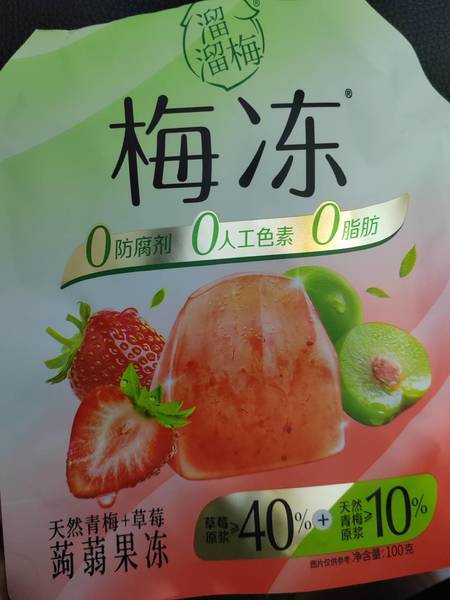 溜
溜梅
梅冻®
0防腐剂 0人工色素 0脂肪
天然青梅+草莓
蒟蒻果冻
草莓原浆≥40%+天然青梅原浆≥10%
图片仅供参考 净含量:100克